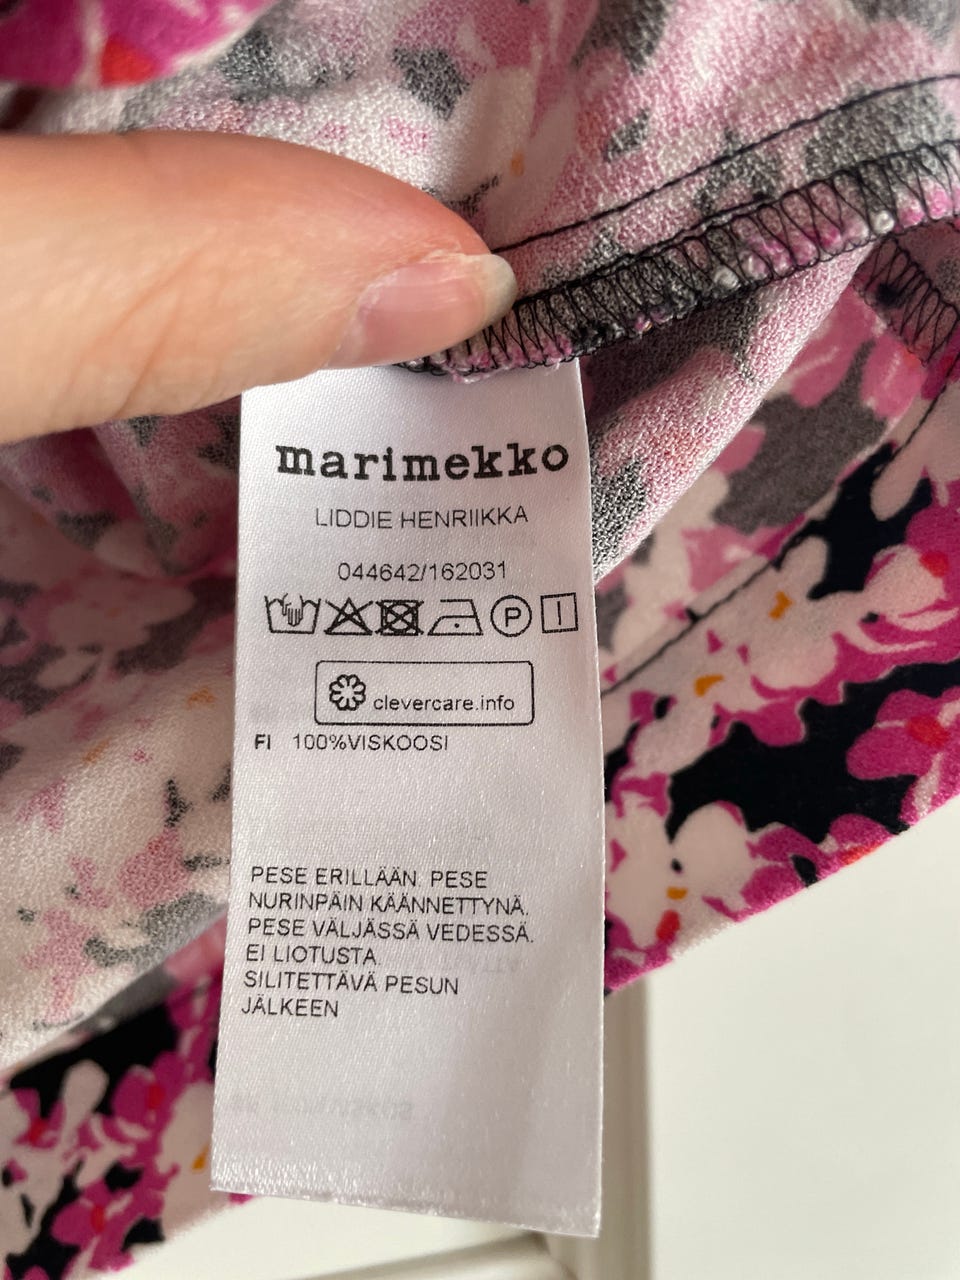 marimekko
LIDDIE HENRIIKKA
044642/162031
P
clevercare.info
FI 100%VISKOOSI
PESE ERILLÄÄN. PESE
NURINPÄIN KÄÄNNETTYNÄ.
PESE VÄLJÄSSÄ VEDESSÄ.
EI LIOTUSTA.
SILITETTÄVÄ PESUN
JÄLKEEN